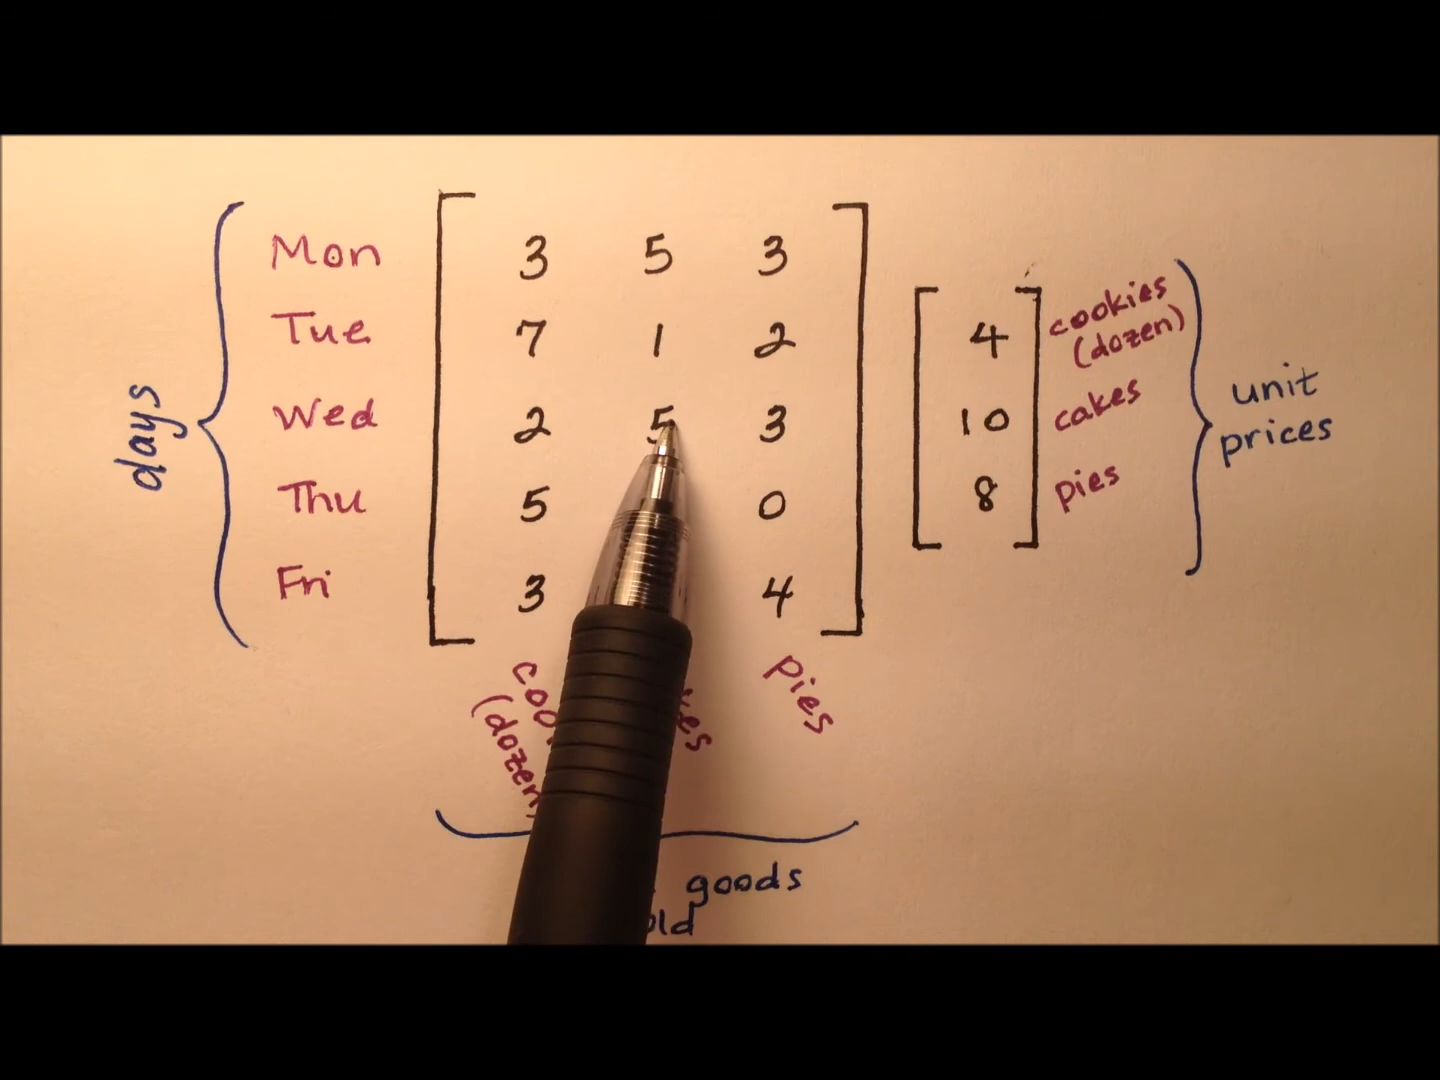 days
Mon 3 5 3
Tue 7 1 2
Wed 2 5 3
Thu 5 0
Fri 3 4
(dozen)
pies
goods
4 cookies
(dozen)
10 cakes
8 pies
unit
prices